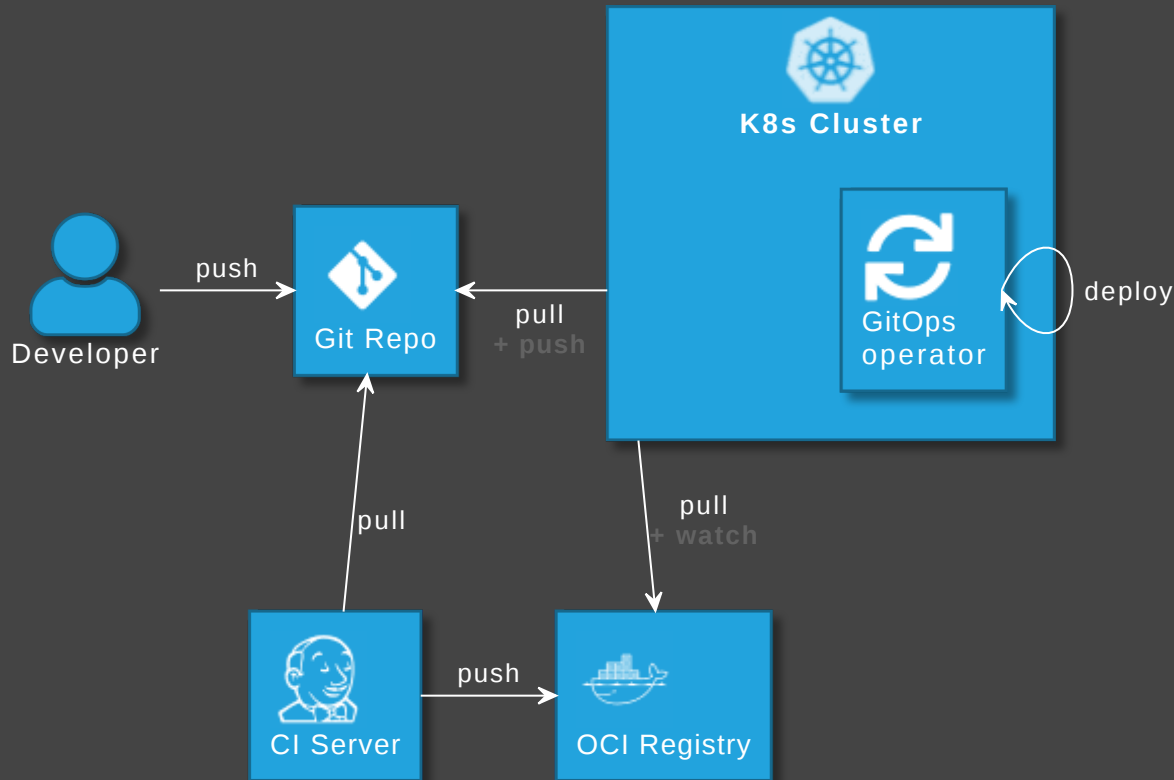 K8s Cluster
push
Git Repo
Developer
pull
+ push
GitOps
operator
deploy
pull
pull
+ watch
CI Server
push
OCI Registry